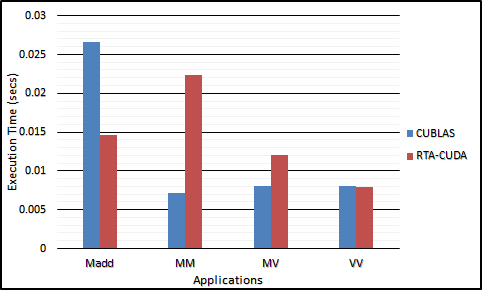 0.03
0.025
0.02
0.015
0.01
0.005
0
Execution Time (secs)
Madd MM MV VV
Applications
CUBLAS
RTA-CUDA